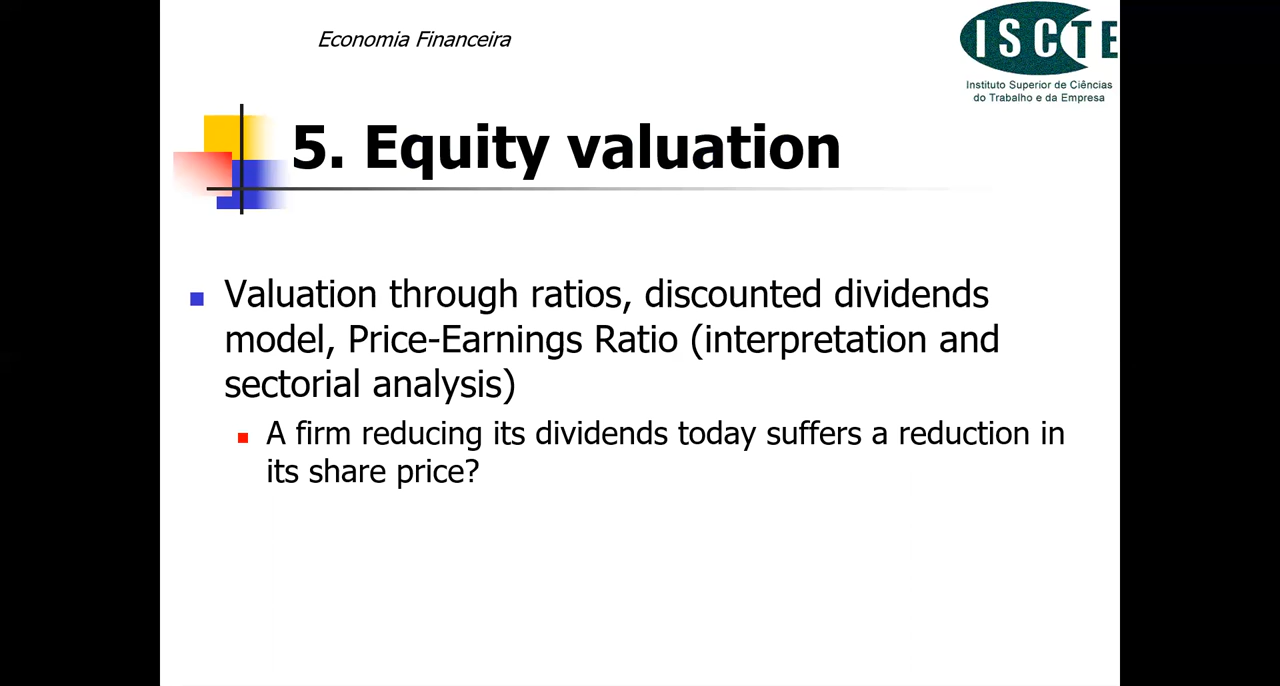 Economia Financeira
ISCTE
Instituto Superior de Ciências
do Trabalho e da Empresa
5. Equity valuation
Valuation through ratios, discounted dividends
model, Price-Earnings Ratio (interpretation and
sectorial analysis)
A firm reducing its dividends today suffers a reduction in
its share price?